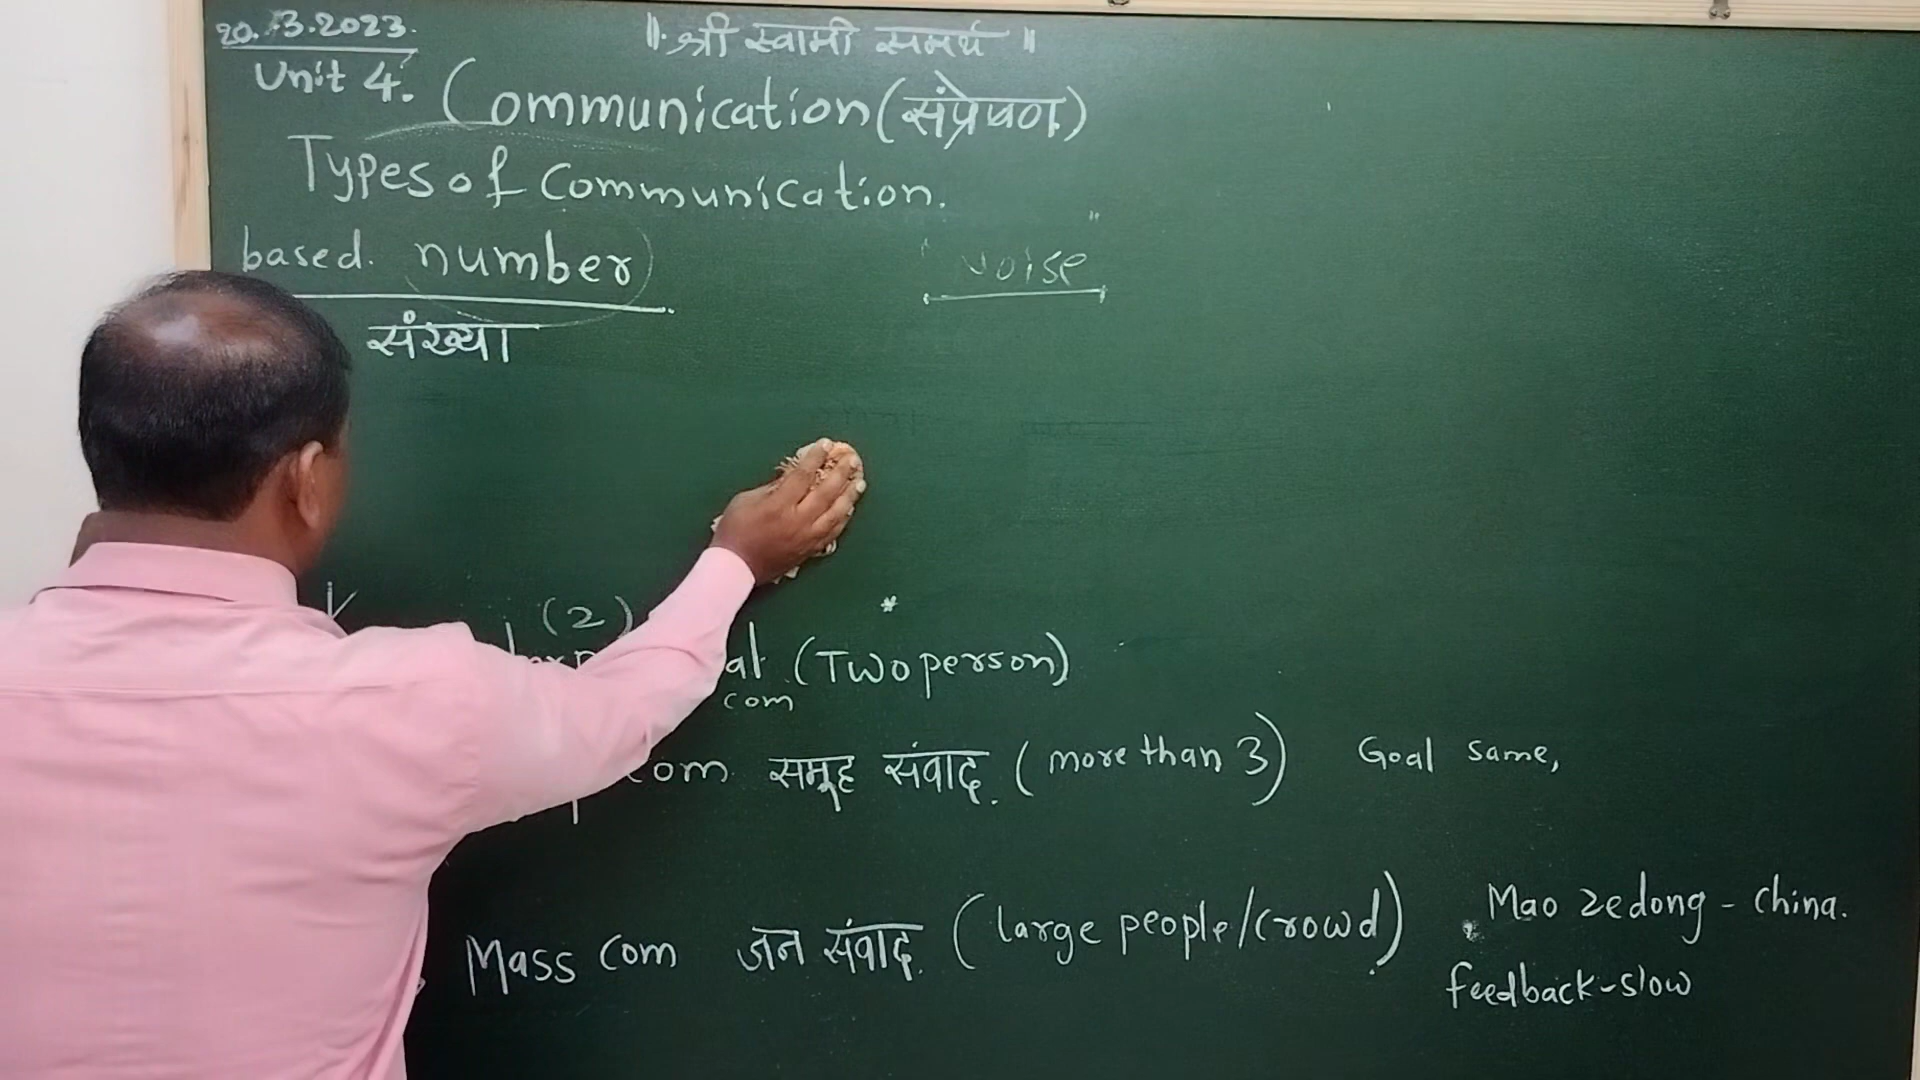 20.3.2023.
॥ श्री स्वामी समर्थ ॥
Unit 4. Communication (संप्रेषण)
Types of Communication.
based. number
संख्या
(2)
al. (Two person)
com
com समूह संवाद. (more than 3) Goal same,
Mass com जन संवाद. (large people/crowd)
Mao zedong - china.
feedback-slow